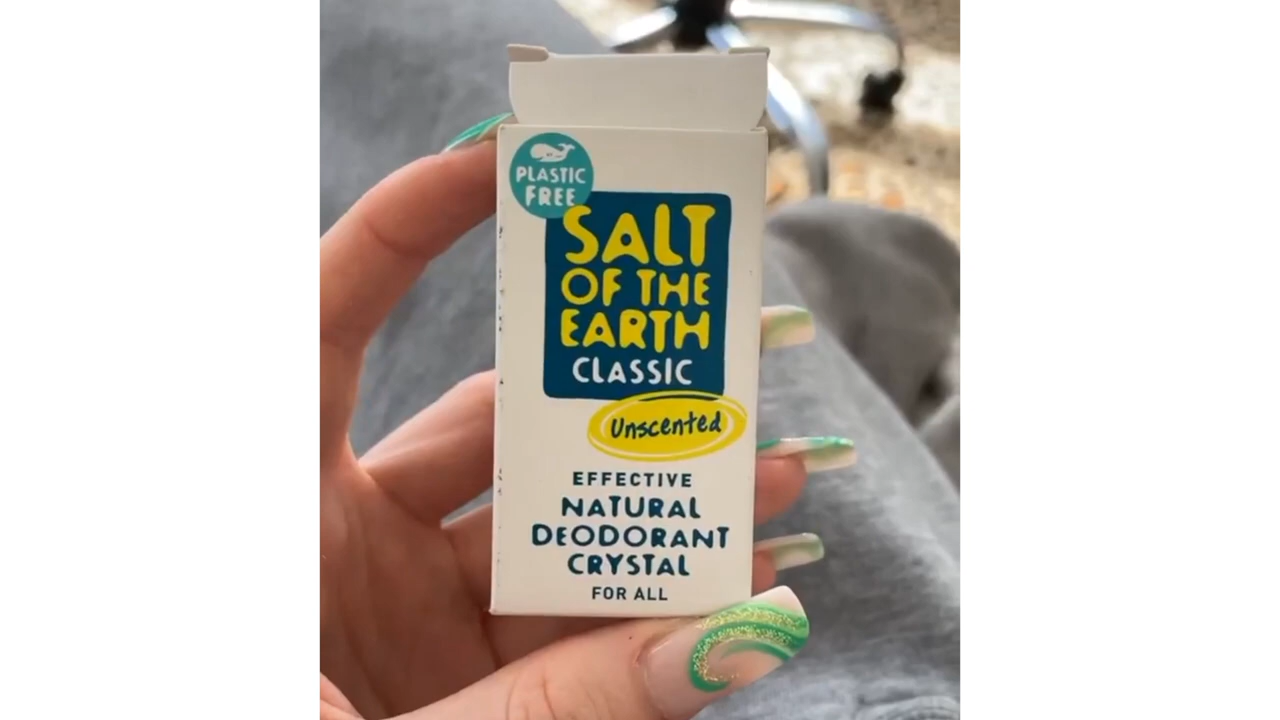 PLASTIC
FREE
SALT
OF THE
EARTH
CLASSIC
Unscented
EFFECTIVE
NATURAL
DEODORANT
CRYSTAL
FOR ALL